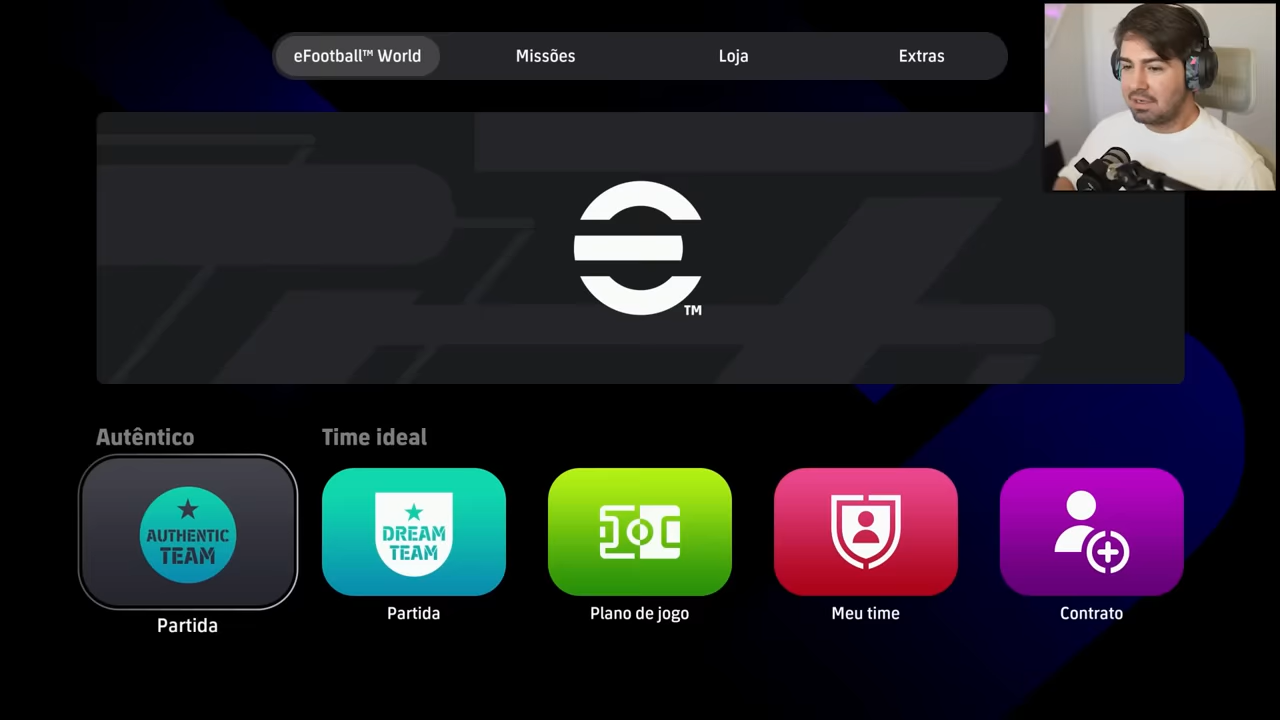 eFootball™ World
Missões
Loja
Extras
TM
Autêntico
Time ideal
AUTHENTIC
TEAM
DREAM
TEAM
Partida
Partida
Plano de jogo
Meu time
Contrato